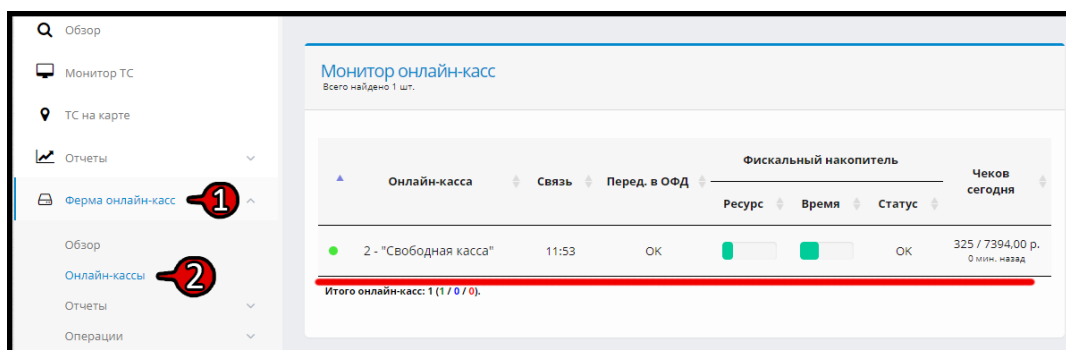 Обзор
Монитор ТС
ТС на карте
Отчеты
Ферма онлайн-касс
1
Обзор
Онлайн-кассы
2
Отчеты
Операции
Монитор онлайн-касс
Всего найдено 1 шт.
Онлайн-касса Связь Перед. в ОФД Фискальный накопитель Чеков сегодня
Ресурс Время Статус
2 - "Свободная касса" 11:53 OK OK 325 / 7394,00 р.
0 мин. назад
Итого онлайн-касс: 1 (1 / 0 / 0).